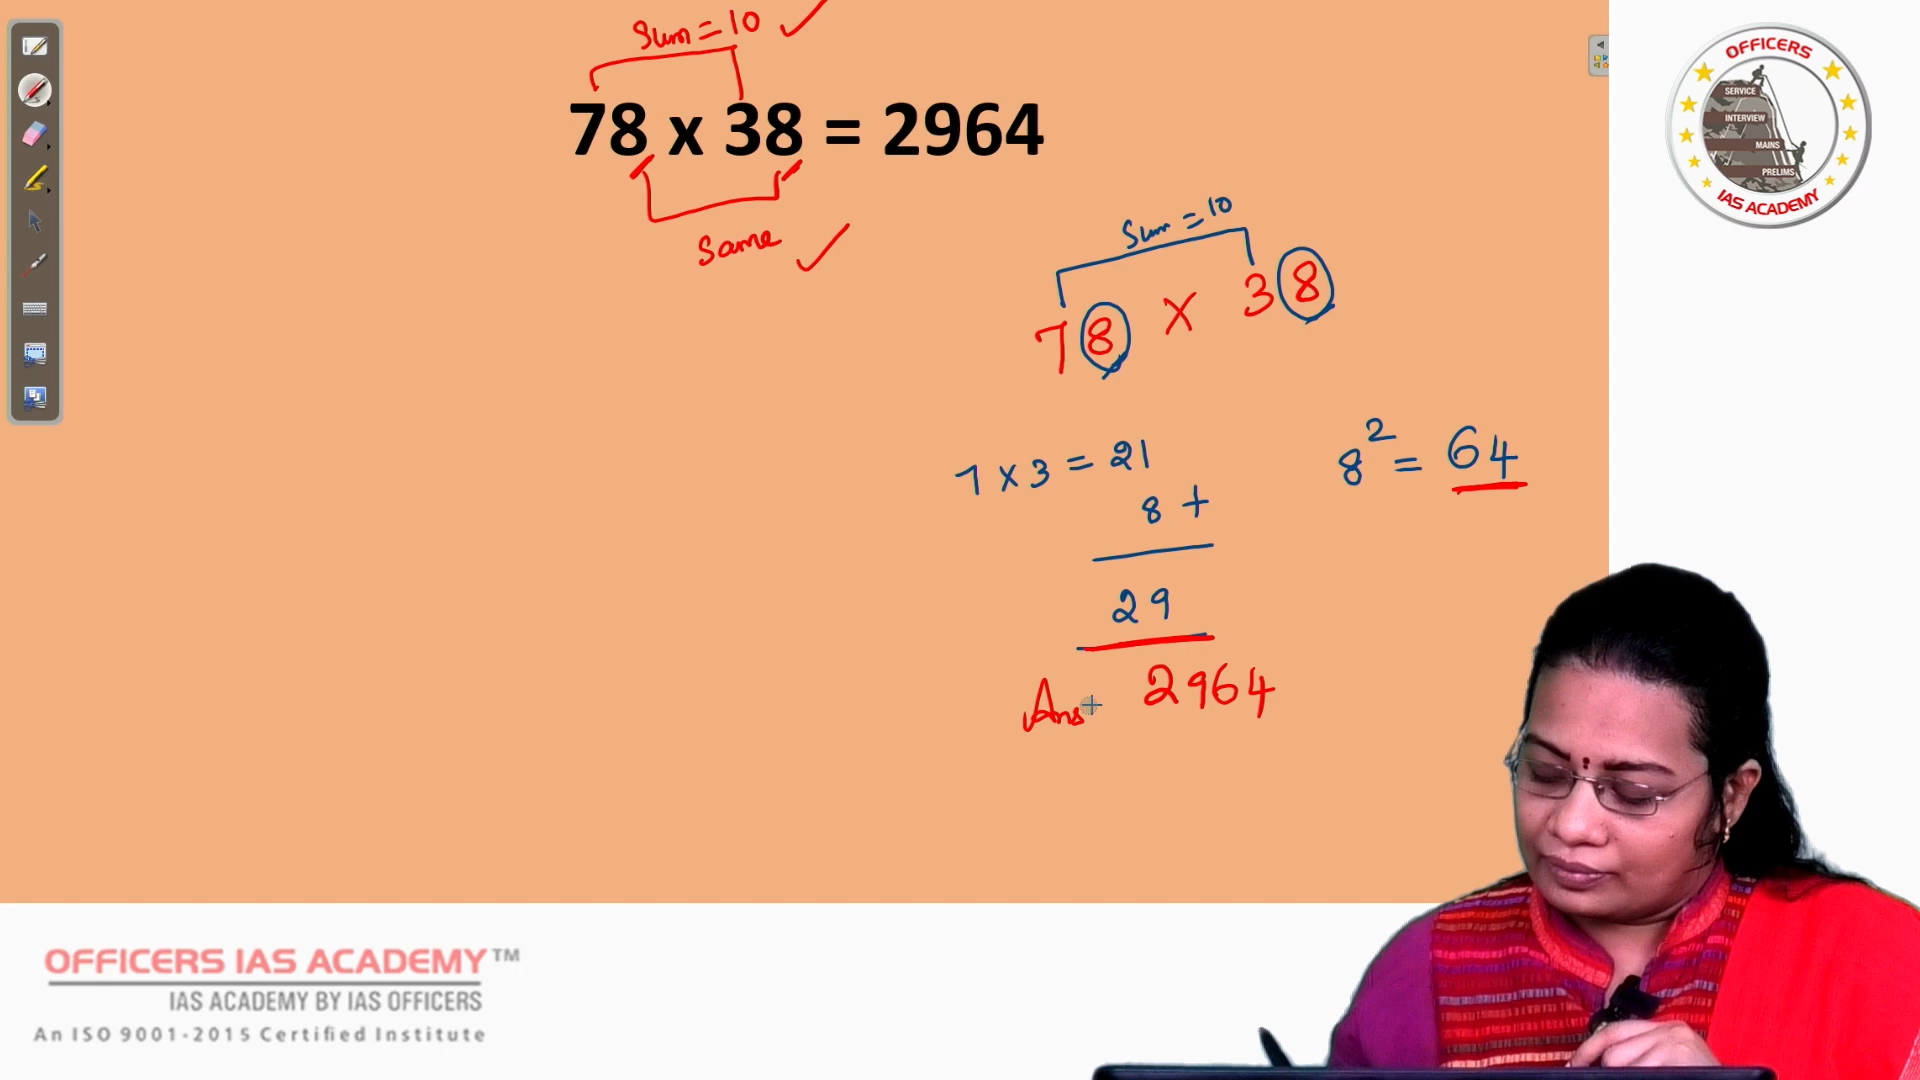 Sum = 10
78 x 38 = 2964
Same
Sum = 10
78 x 38
7 x 3 = 21
8 +
29
8² = 64
Ans 2964
OFFICERS
SERVICE
INTERVIEW
MAINS
PRELIMS
IAS ACADEMY
OFFICERS IAS ACADEMY™
IAS ACADEMY BY IAS OFFICERS
An ISO 9001-2015 Certified Institute